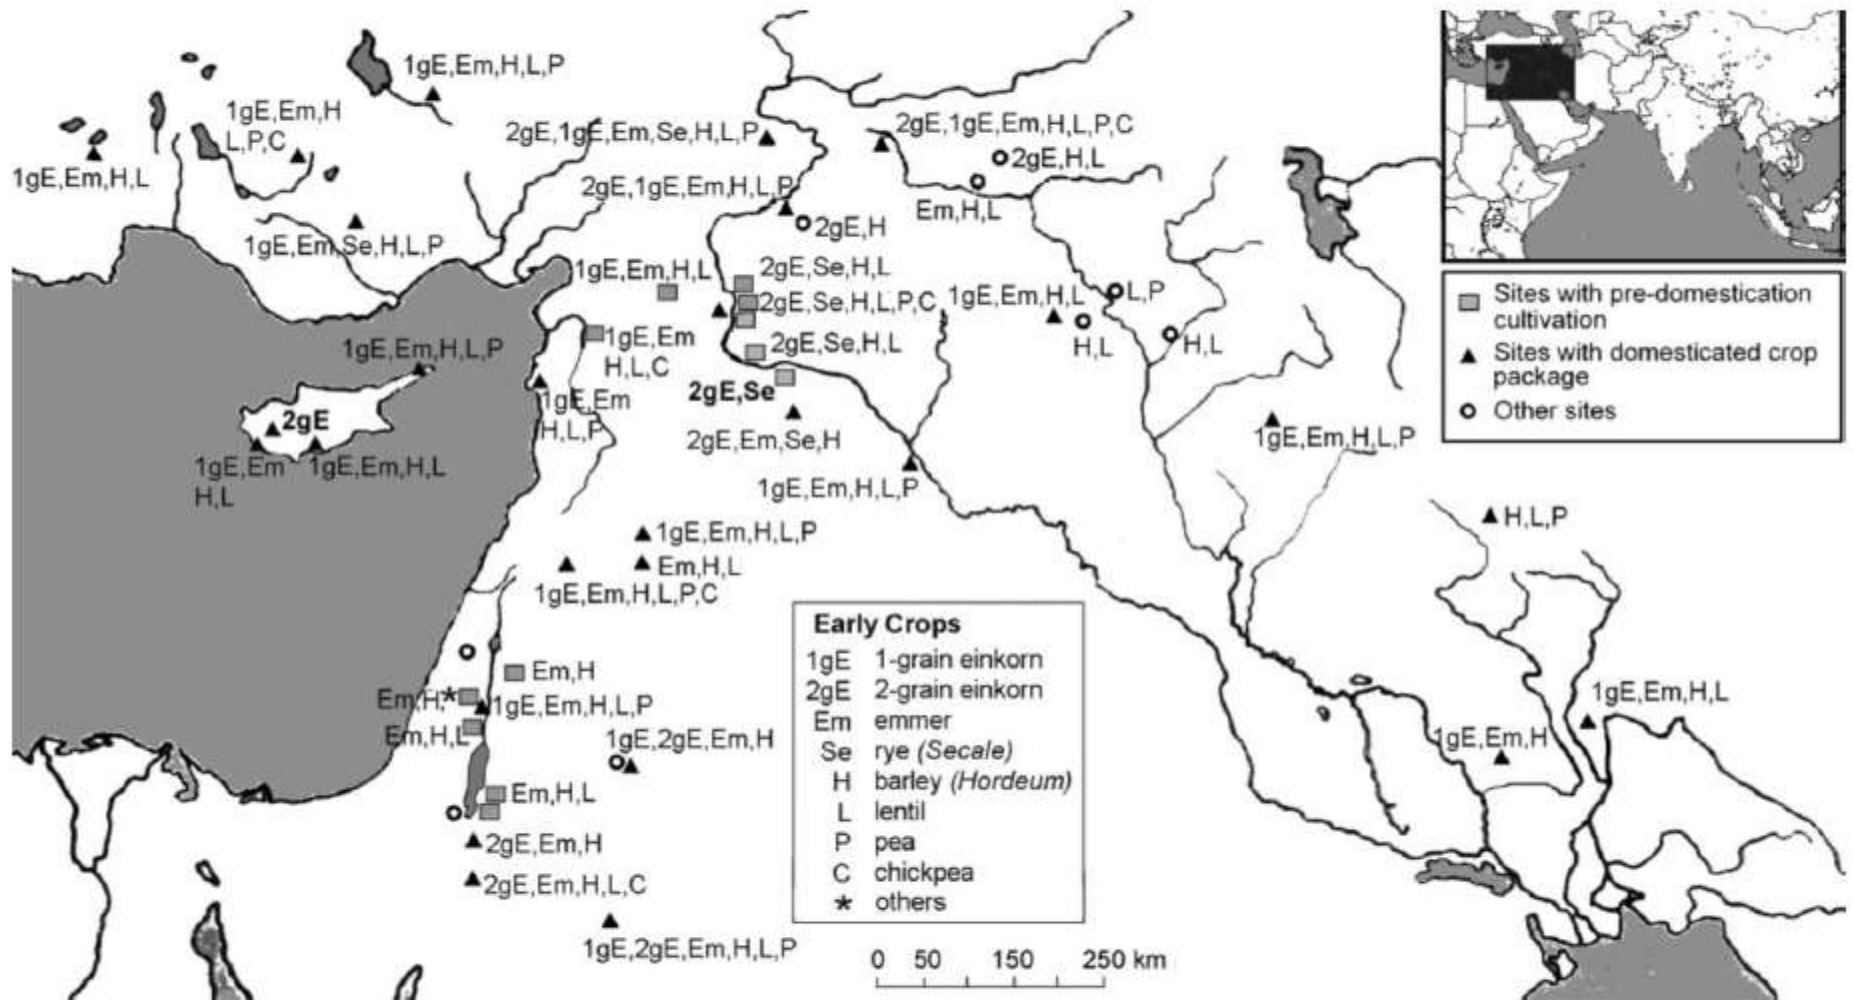 1gE,Em,H,L,P
1gE,Em,H
L,P,C
1gE,Em,H,L
2gE,1gE,Em,Se,H,L,P
2gE,1gE,Em,H,L,P,C
2gE,H,L
2gE,1gE,Em,H,L,P
Em,H,L
2gE,H
1gE,Em,Se,H,L,P
1gE,Em,H,L
2gE,Se,H,L
2gE,Se,H,L,P,C
1gE,Em,H,L
L,P
1gE,Em
H,L,C
2gE,Se,H,L
H,L
H,L
1gE,Em,H,L,P
2gE,Se
1gE,Em
H,L,P
2gE
2gE,Em,Se,H
1gE,Em,H,L,P
1gE,Em
H,L
1gE,Em,H,L
1gE,Em,H,L,P
H,L,P
1gE,Em,H,L,P
Em,H,L
1gE,Em,H,L,P,C
Em,H
Em,H,*
1gE,Em,H,L,P
Em,H,L
1gE,2gE,Em,H
Em,H,L
2gE,Em,H
2gE,Em,H,L,C
1gE,2gE,Em,H,L,P
1gE,Em,H,L
1gE,Em,H
Sites with pre-domestication
cultivation
Sites with domesticated crop
package
Other sites
Early Crops
1gE 1-grain einkorn
2gE 2-grain einkorn
Em emmer
Se rye (Secale)
H barley (Hordeum)
L lentil
P pea
C chickpea
* others
0 50 150 250 km